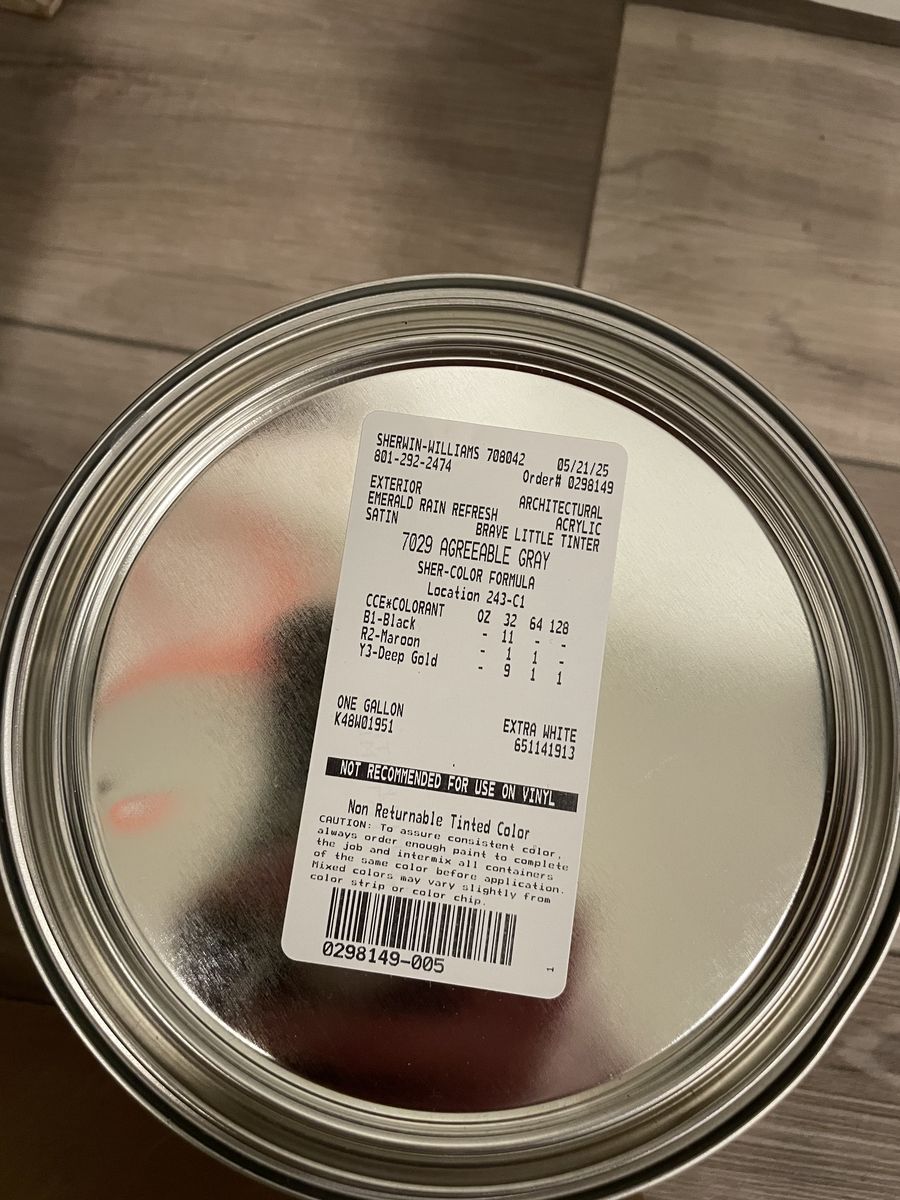 SHERWIN-WILLIAMS 708042 05/21/25
801-292-2474 Order# 0298149
EXTERIOR ARCHITECTURAL
EMERALD RAIN REFRESH ACRYLIC
SATIN BRAVE LITTLE TINTER
7029 AGREEABLE GRAY
SHER-COLOR FORMULA
Location 243-C1
CCE*COLORANT OZ 32 64 128
B1-Black - 11 - -
R2-Maroon - 1 1 -
Y3-Deep Gold - 9 1 1
ONE GALLON EXTRA WHITE
K48W01951 651141913
NOT RECOMMENDED FOR USE ON VINYL
Non Returnable Tinted Color
CAUTION: To assure consistent color,
always order enough paint to complete
the job and intermix all containers
of the same color before application.
Mixed colors may vary slightly from
color strip or color chip.
0298149-005
1